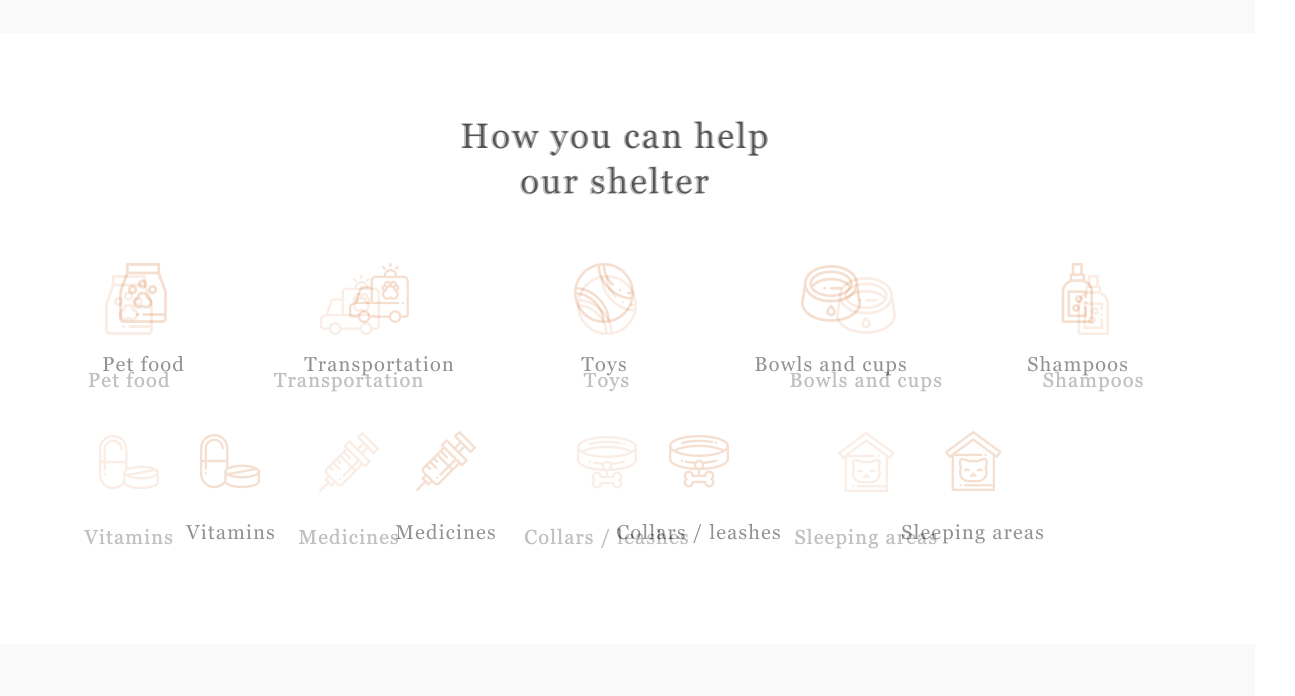 How you can help
our shelter
Pet food Transportation Toys Bowls and cups Shampoos
Pet food Transportation Toys Bowls and cups Shampoos
Vitamins Medicines Collars / leashes Sleeping areas
Vitamins Medicines Collars / leashes Sleeping areas